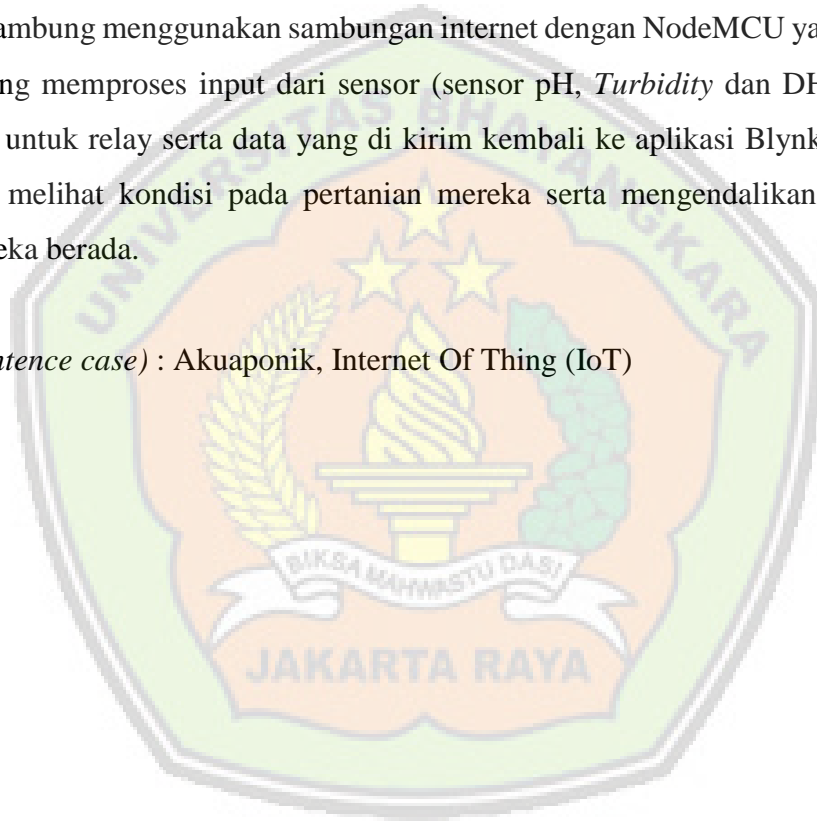 ambung menggunakan sambungan internet dengan NodeMCU ya
ng memproses input dari sensor (sensor pH, Turbidity dan DH
untuk relay serta data yang di kirim kembali ke aplikasi Blynk
melihat kondisi pada pertanian mereka serta mengendalikan
eka berada.
ntence case) : Akuaponik, Internet Of Thing (IoT)
UNIVERSITAS BHAYANGKARA
BIKSA MAHWASTU DASI
JAKARTA RAYA